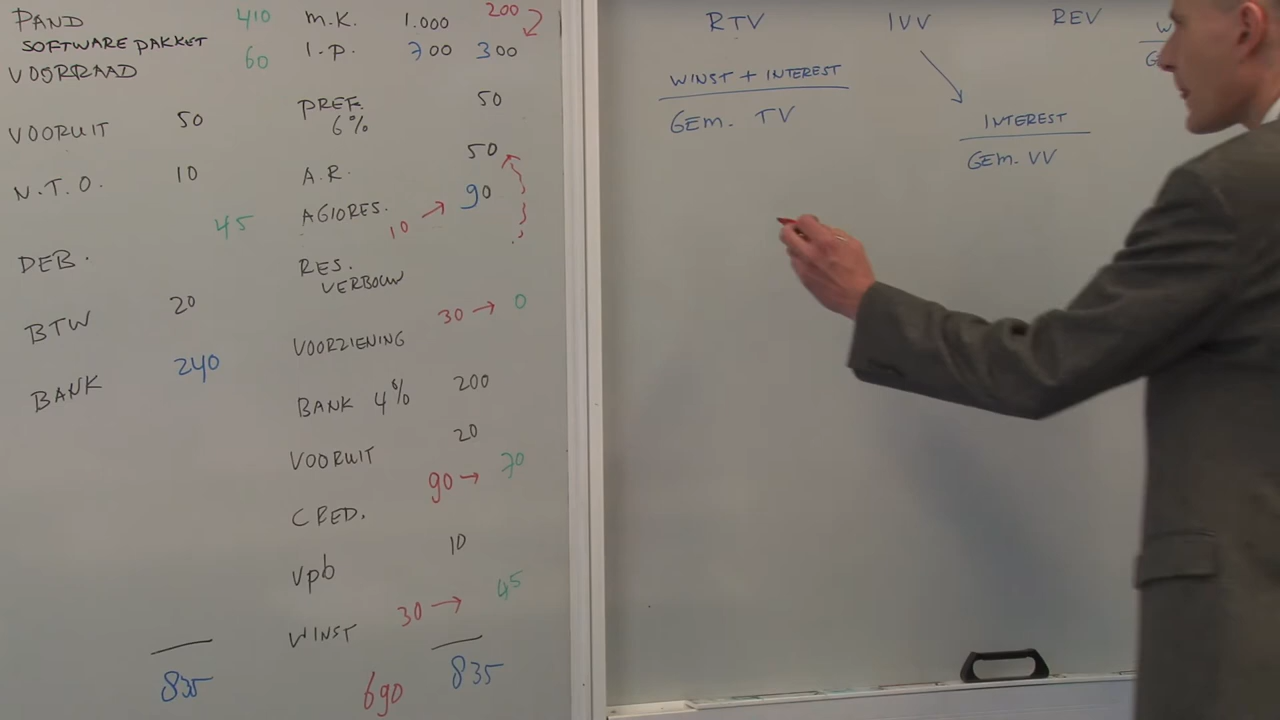 PAND 410 M.K. 1.000 200
SOFTWARE PAKKET
VOORRAAD 60 I.P. 700 300
VOORUIT 50 PREF. 50
6%
N.T.O. 10 A.R. 50
45 AGIORES. 10 → 90
DEB. RES.
VERBOUW
BTW 20 VOORZIENING 30 → 0
BANK 240 BANK 4% 200
VOORUIT 20
CRED. 90 → 70
Vpb 10
WINST 30 → 45
835 690 835
RTV IVV REV
WINST + INTEREST
GEM. TV
INTEREST
GEM. VV